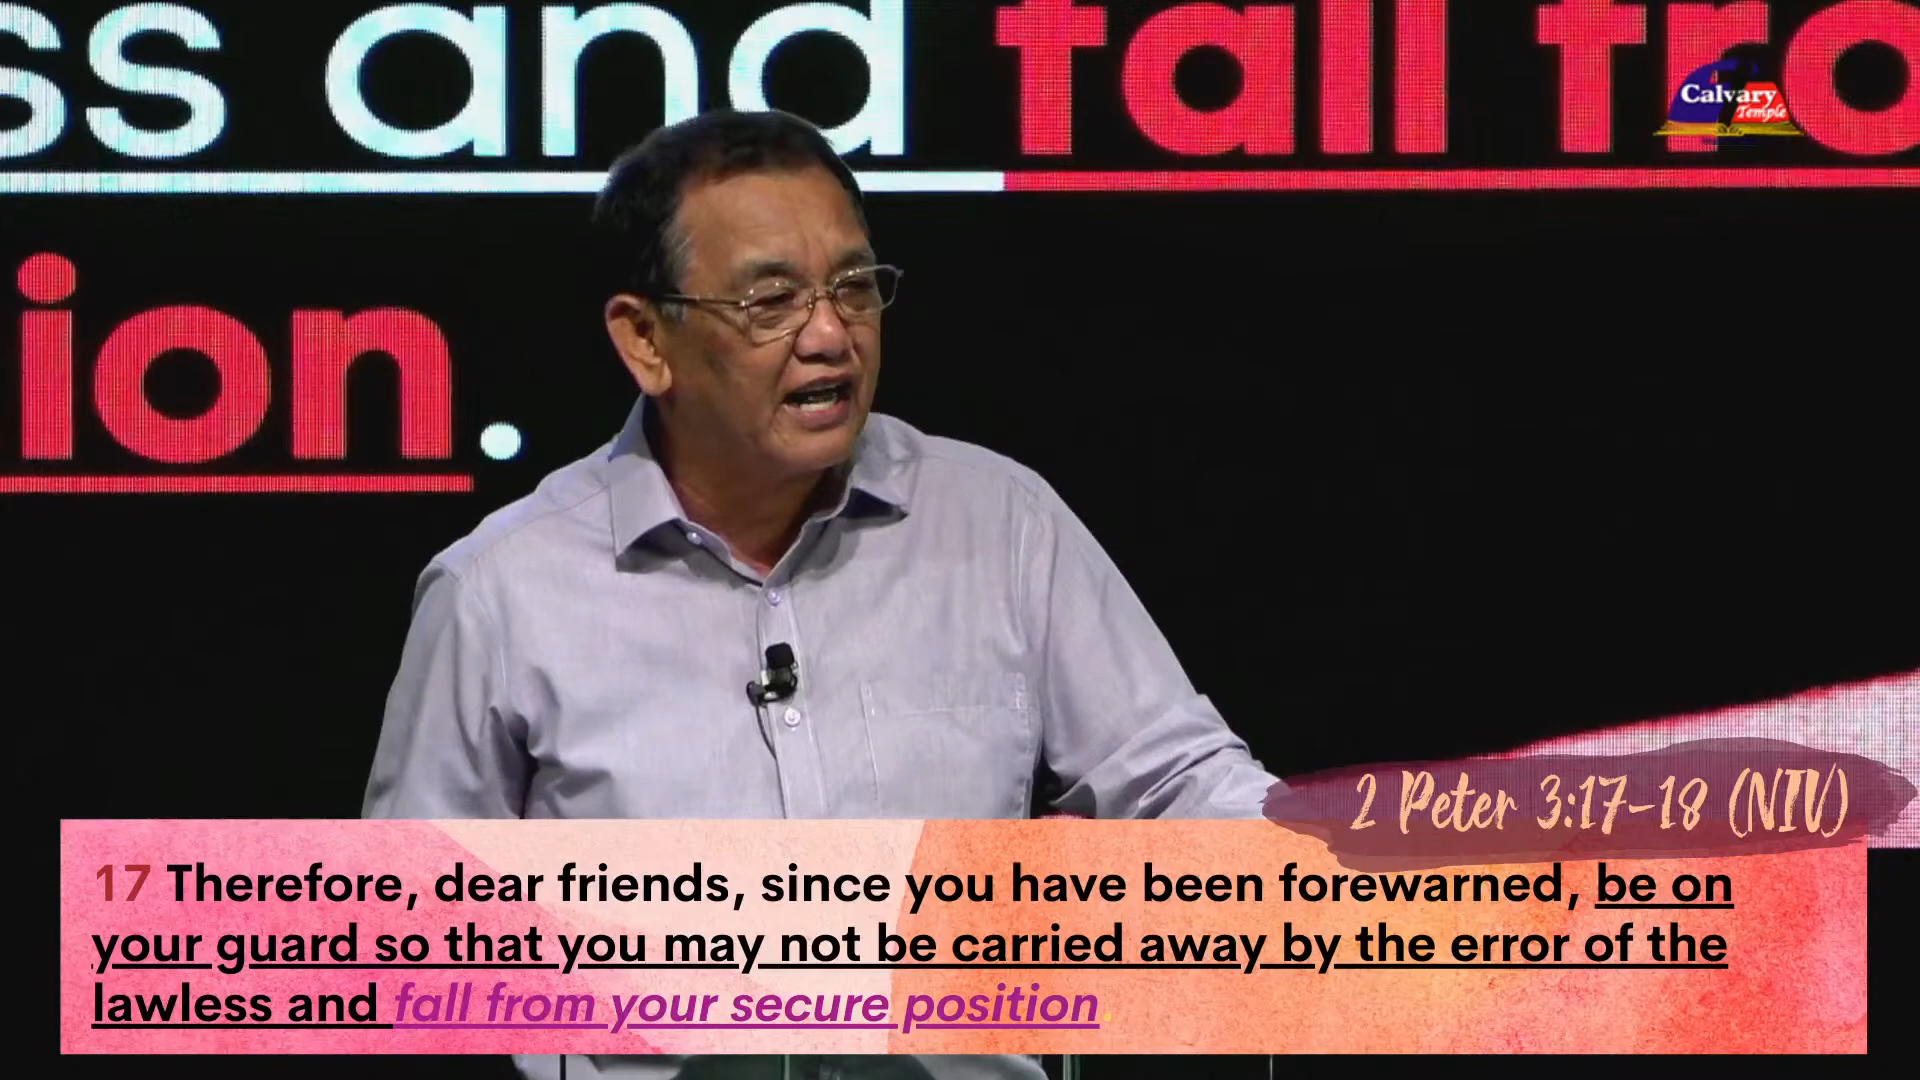 ss and fall fro
ion.
Calvary
Temple
2 Peter 3:17-18 (NIV)
17 Therefore, dear friends, since you have been forewarned, be on
your guard so that you may not be carried away by the error of the
lawless and fall from your secure position.